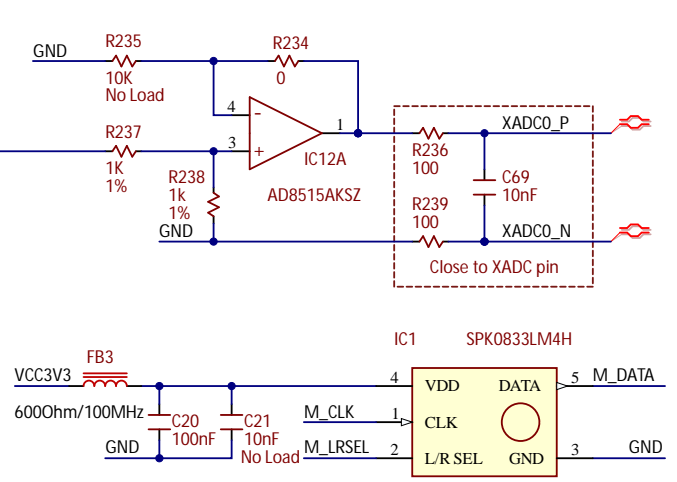 R235
R234
GND
10K
No Load
0
4
-
1
XADC0_P
R237
3
+
IC12A
R236
100
1K
1%
R238
1k
1%
AD8515AKSZ
C69
10nF
R239
100
GND
XADC0_N
Close to XADC pin
IC1
SPK0833LM4H
FB3
VCC3V3
4
VDD
DATA
5
M_DATA
600Ohm/100MHz
C20
100nF
C21
10nF
No Load
M_CLK
1
CLK
GND
M_LRSEL
2
L/R SEL
GND
3
GND